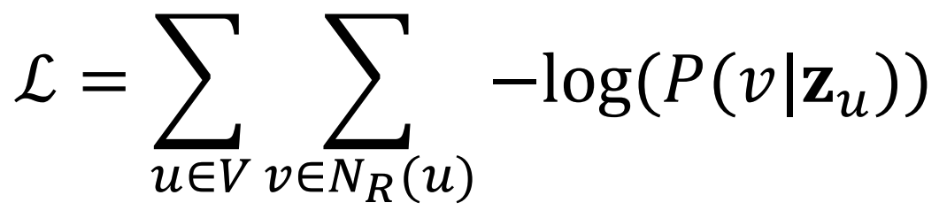 ℒ = ∑_{u∈V} ∑_{v∈N_R(u)} −log(P(v|𝐳_u))